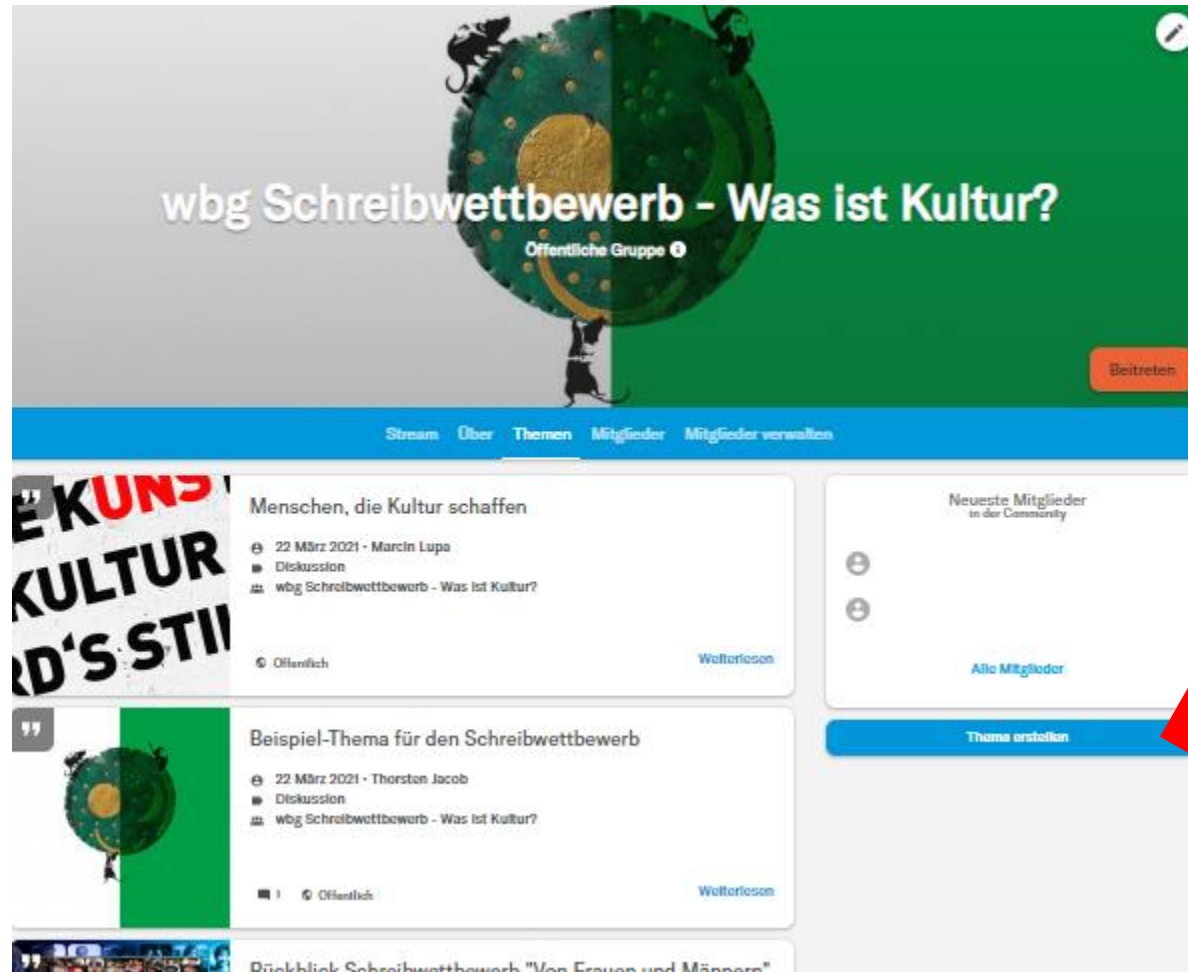 wbg Schreibwettbewerb - Was ist Kultur?
Öffentliche Gruppe
Beitreten
Stream Über Themen Mitglieder Mitglieder verwalten
E KUNS
KULTUR
RD'S STIL
Menschen, die Kultur schaffen
22 März 2021 · Marcin Lupa
Diskussion
wbg Schreibwettbewerb - Was ist Kultur?
Öffentlich
Weiterlesen
Neueste Mitglieder
in der Community
Alle Mitglieder
Thema erstellen
Beispiel-Thema für den Schreibwettbewerb
22 März 2021 · Thorsten Jacob
Diskussion
wbg Schreibwettbewerb - Was ist Kultur?
1 Öffentlich
Weiterlesen
Rückblick Schreibwettbewerb "Von Frauen und Männern"